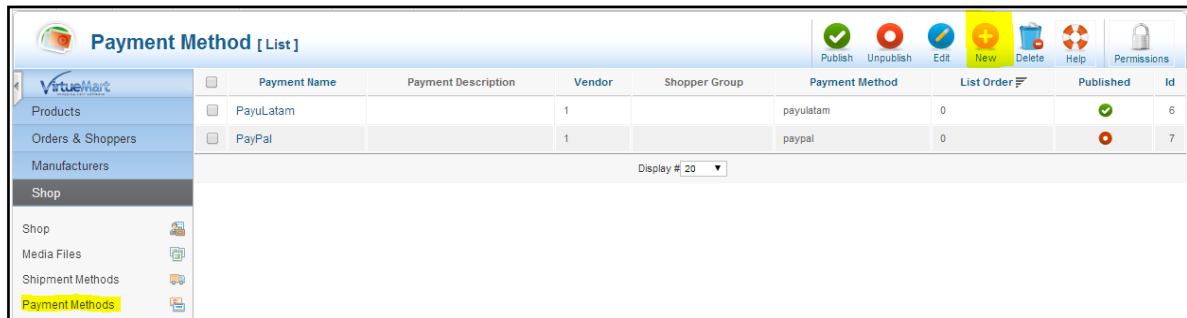 Payment Method [ List ]
Publish Unpublish Edit New Delete Help Permissions
VirtueMart
Payment Name Payment Description Vendor Shopper Group Payment Method List Order Published Id
Products
PayuLatam 1 payulatam 0 6
Orders & Shoppers
PayPal 1 paypal 0 7
Manufacturers
Display # 20
Shop
Shop
Media Files
Shipment Methods
Payment Methods